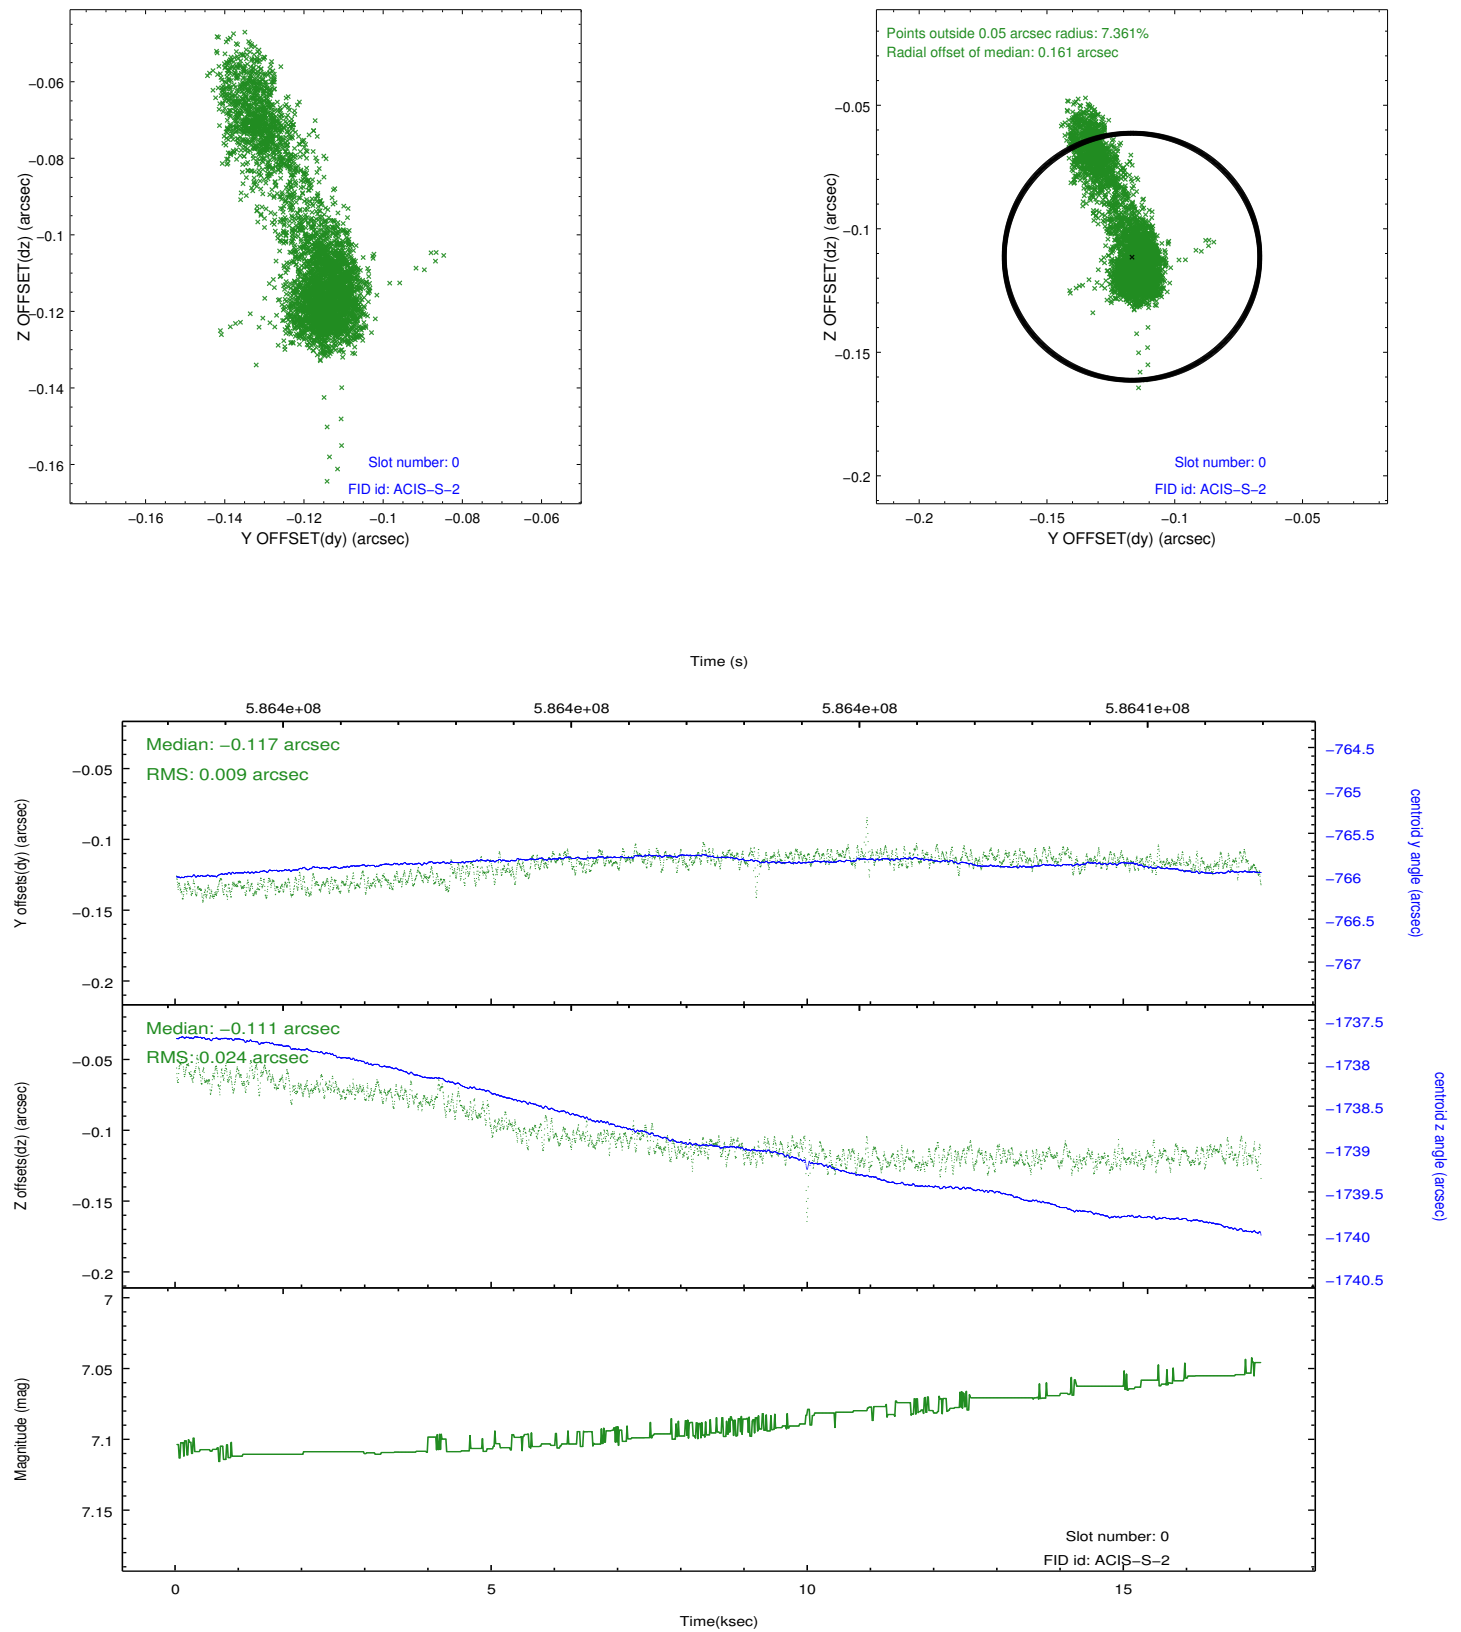 Points outside 0.05 arcsec radius: 7.361%
Radial offset of median: 0.161 arcsec
−0.06
−0.08
−0.1
−0.12
−0.14
−0.16
Z OFFSET(dz) (arcsec)
Slot number: 0
FID id: ACIS−S−2
−0.16 −0.14 −0.12 −0.1 −0.08 −0.06
Y OFFSET(dy) (arcsec)
−0.05
−0.1
−0.15
−0.2
Z OFFSET(dz) (arcsec)
Slot number: 0
FID id: ACIS−S−2
−0.2 −0.15 −0.1 −0.05
Y OFFSET(dy) (arcsec)
Time (s)
5.864e+08 5.864e+08 5.864e+08 5.8641e+08
Median: −0.117 arcsec
RMS: 0.009 arcsec
−0.05
−0.1
−0.15
−0.2
Y offsets(dy) (arcsec)
−764.5
−765
−765.5
−766
−766.5
−767
centroid y angle (arcsec)
Median: −0.111 arcsec
RMS: 0.024 arcsec
−0.05
−0.1
−0.15
−0.2
Z offsets(dz) (arcsec)
−1737.5
−1738
−1738.5
−1739
−1739.5
−1740
−1740.5
centroid z angle (arcsec)
7
7.05
7.1
7.15
Magnitude (mag)
Slot number: 0
FID id: ACIS−S−2
0 5 10 15
Time(ksec)